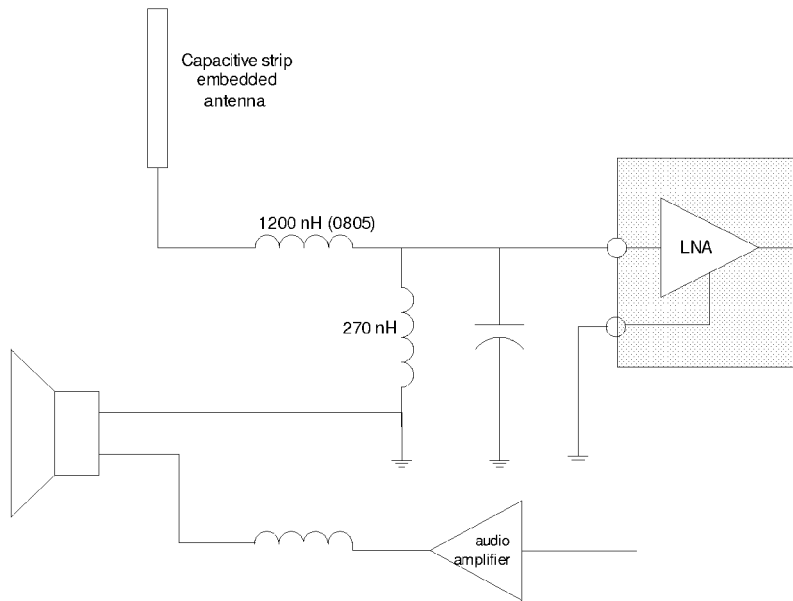 Capacitive strip
embedded
antenna
1200 nH (0805)
LNA
270 nH
audio
amplifier